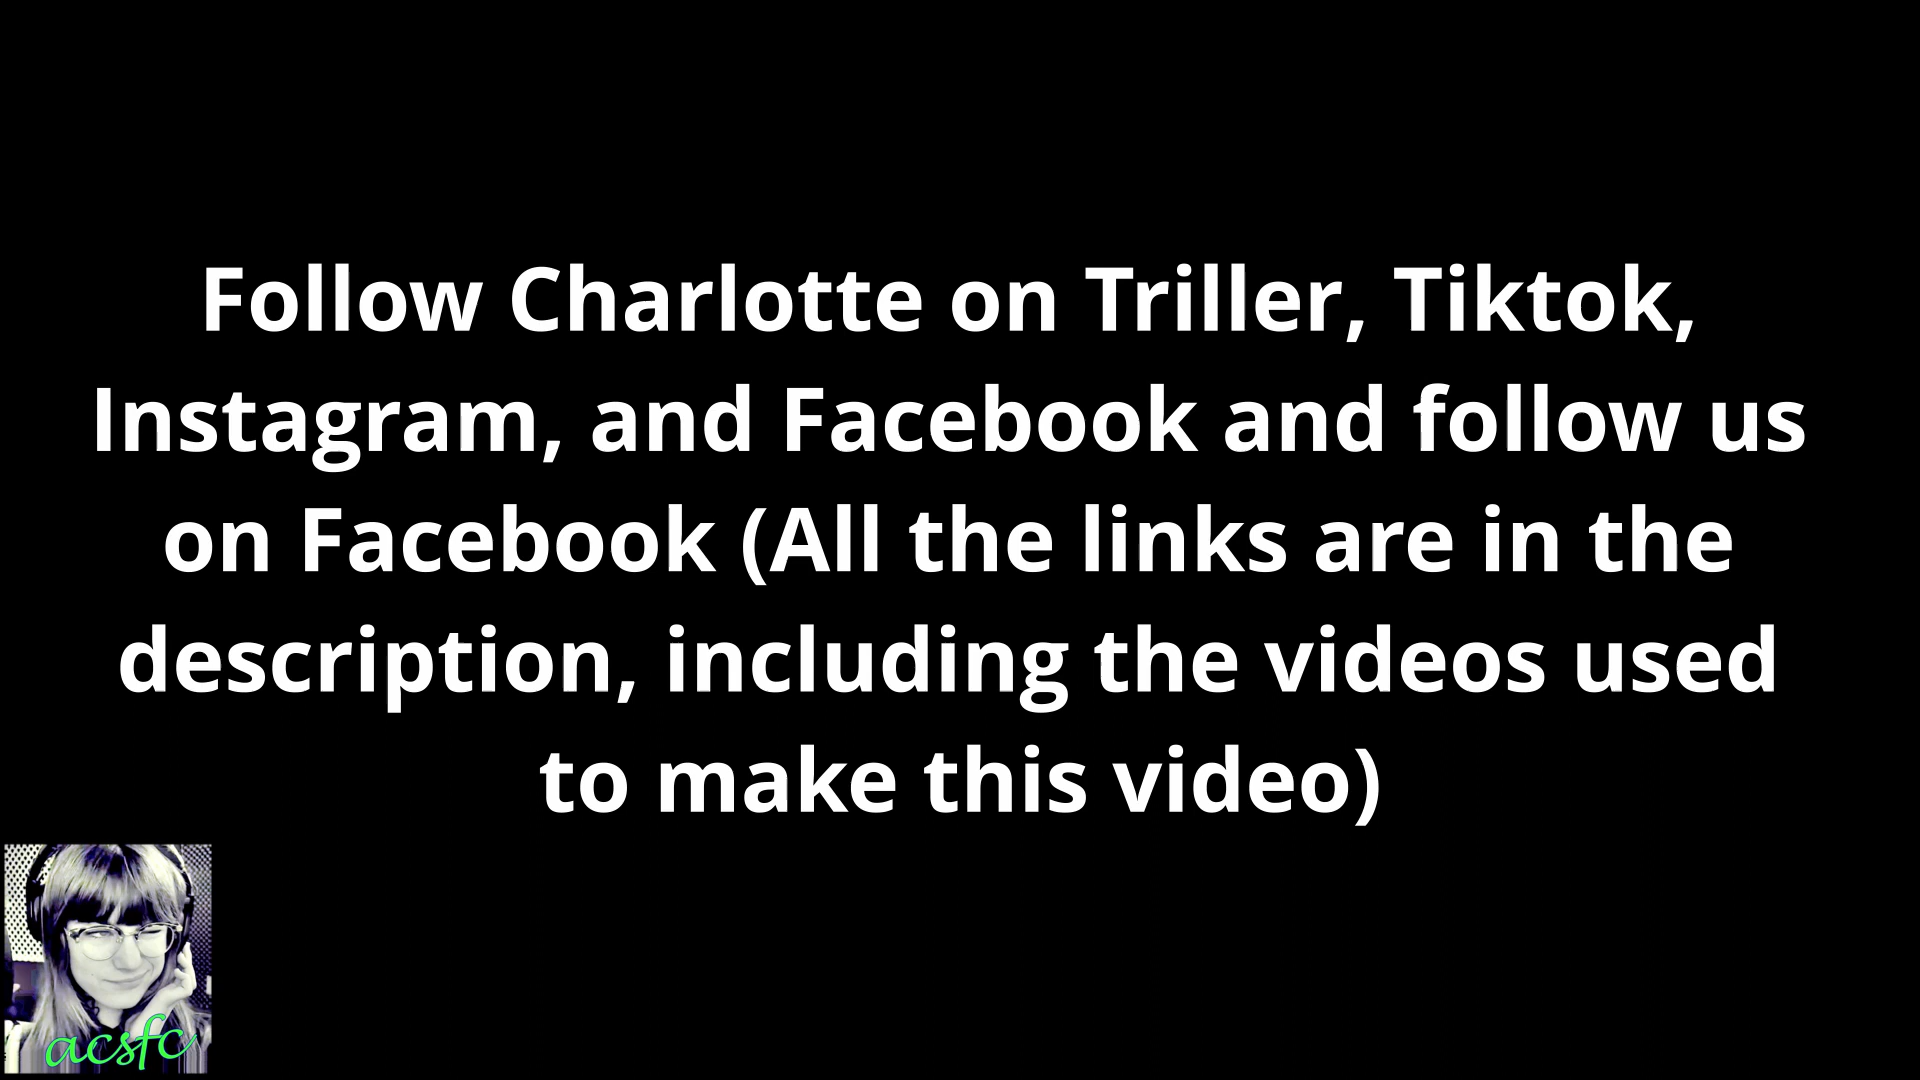 Follow Charlotte on Triller, Tiktok,
Instagram, and Facebook and follow us
on Facebook (All the links are in the
description, including the videos used
to make this video)
acsfc